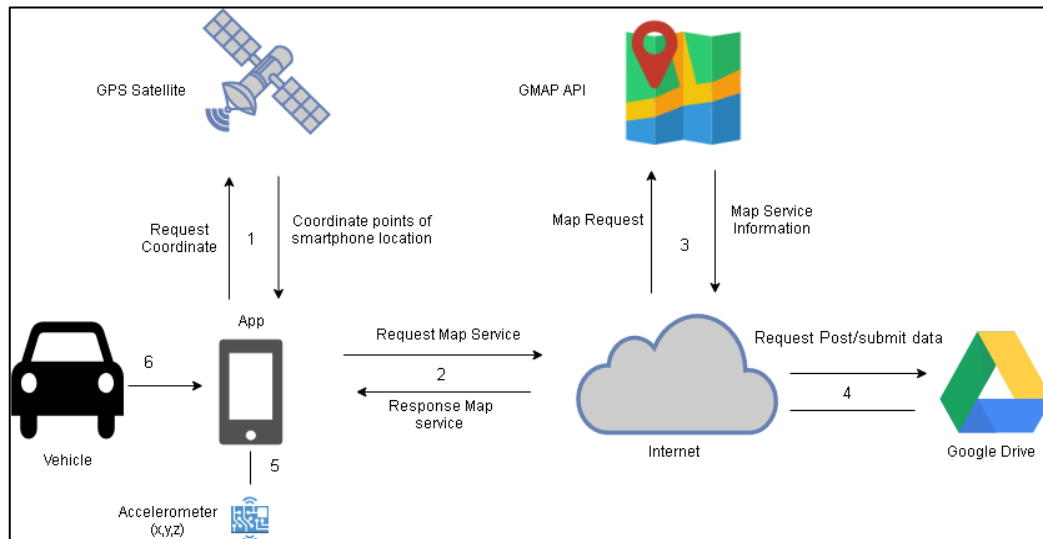 GPS Satellite
GMAP API
Request
Coordinate
1
Coordinate points of
smartphone location
Map Request
3
Map Service
Information
App
6
Request Map Service
2
Response Map
service
Request Post/submit data
4
Vehicle
5
Internet
Google Drive
Accelerometer
(x,y,z)